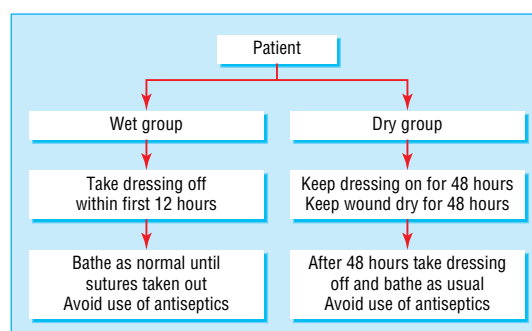 Patient
Wet group
Dry group
Take dressing off
within first 12 hours
Keep dressing on for 48 hours
Keep wound dry for 48 hours
Bathe as normal until
sutures taken out
Avoid use of antiseptics
After 48 hours take dressing
off and bathe as usual
Avoid use of antiseptics